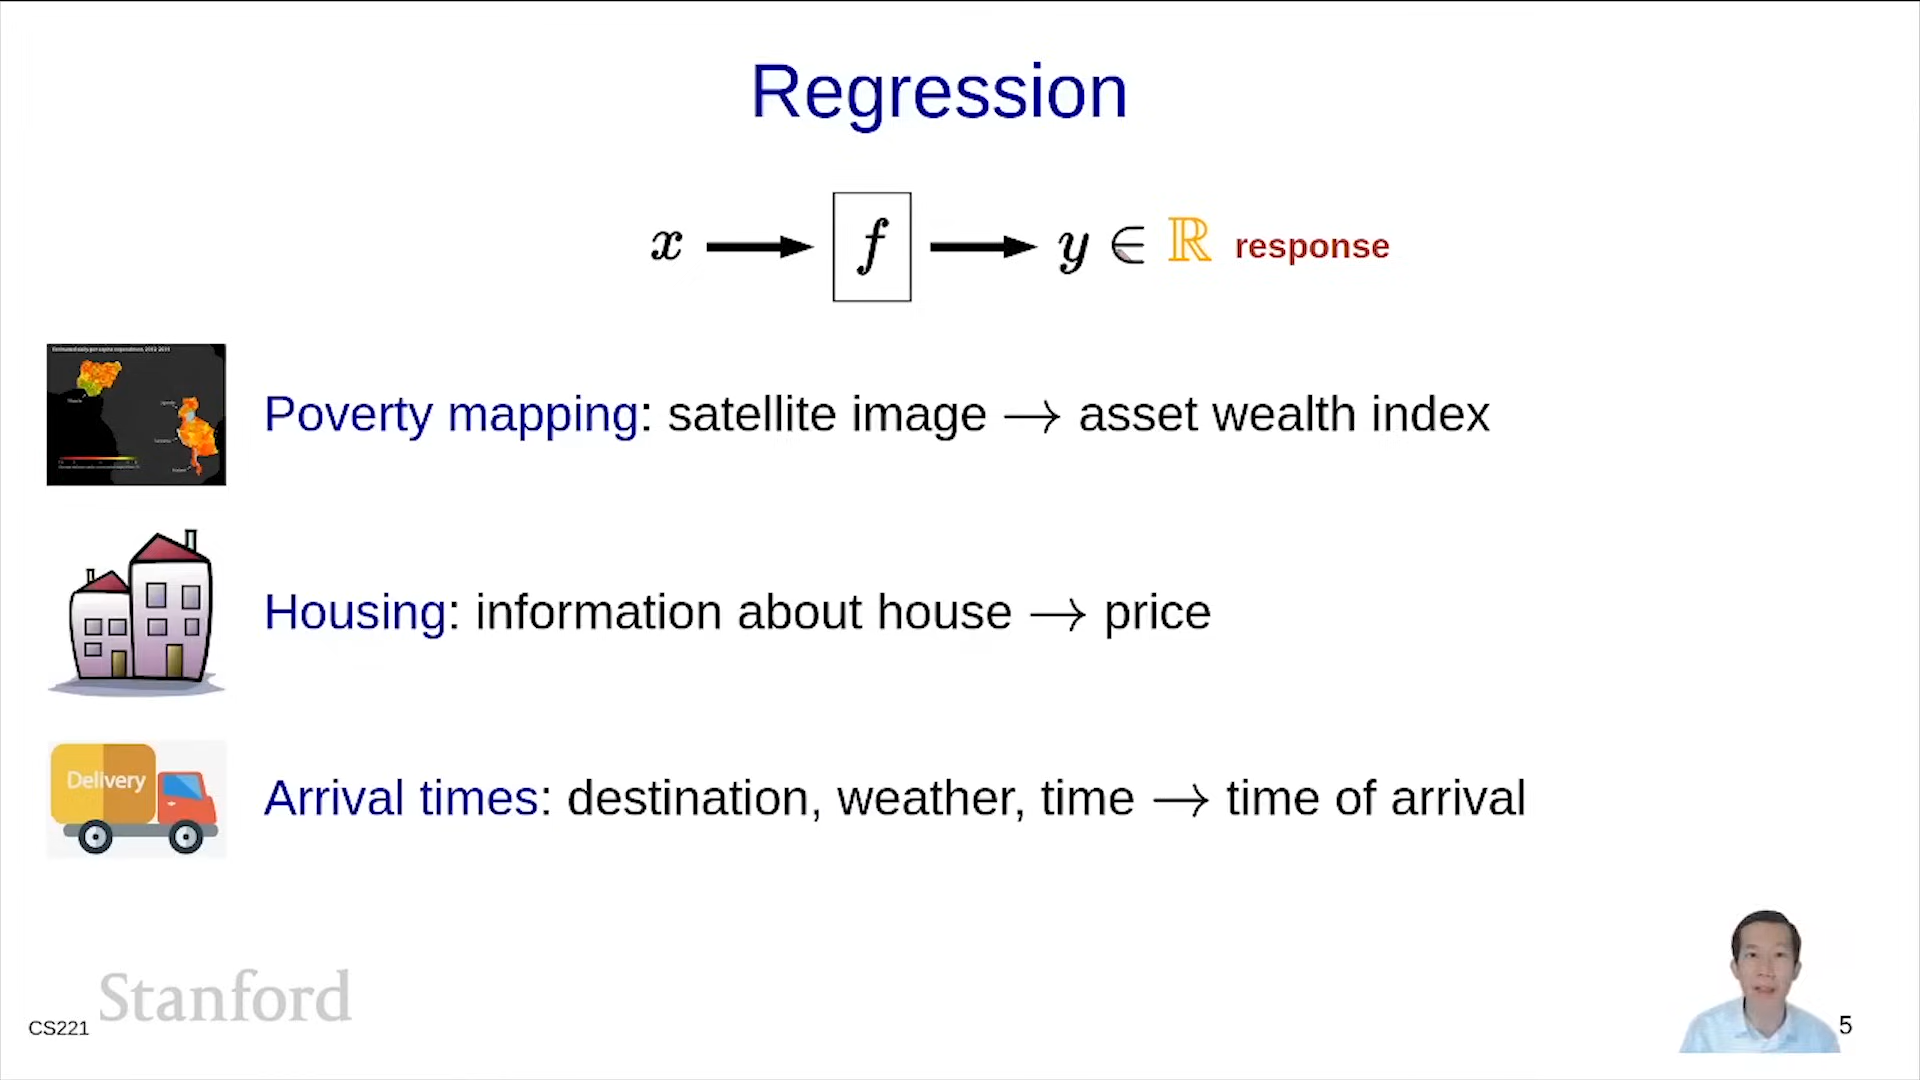 Regression
x → f → y ∈ ℝ response
Poverty mapping: satellite image → asset wealth index
Housing: information about house → price
Delivery
Arrival times: destination, weather, time → time of arrival
Stanford
CS221
5